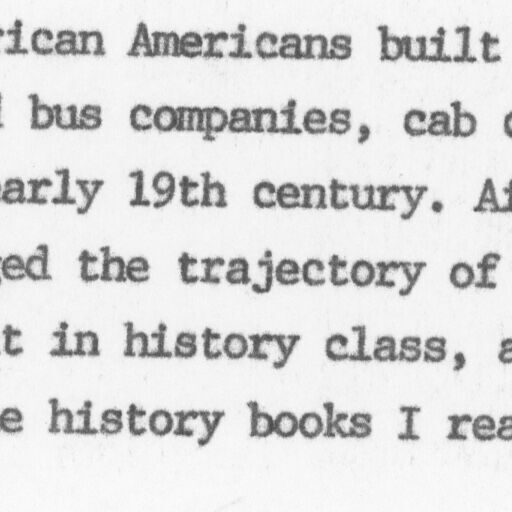 rican Americans built
bus companies, cab
early 19th century. Af
ged the trajectory of
t in history class, a
e history books I rea